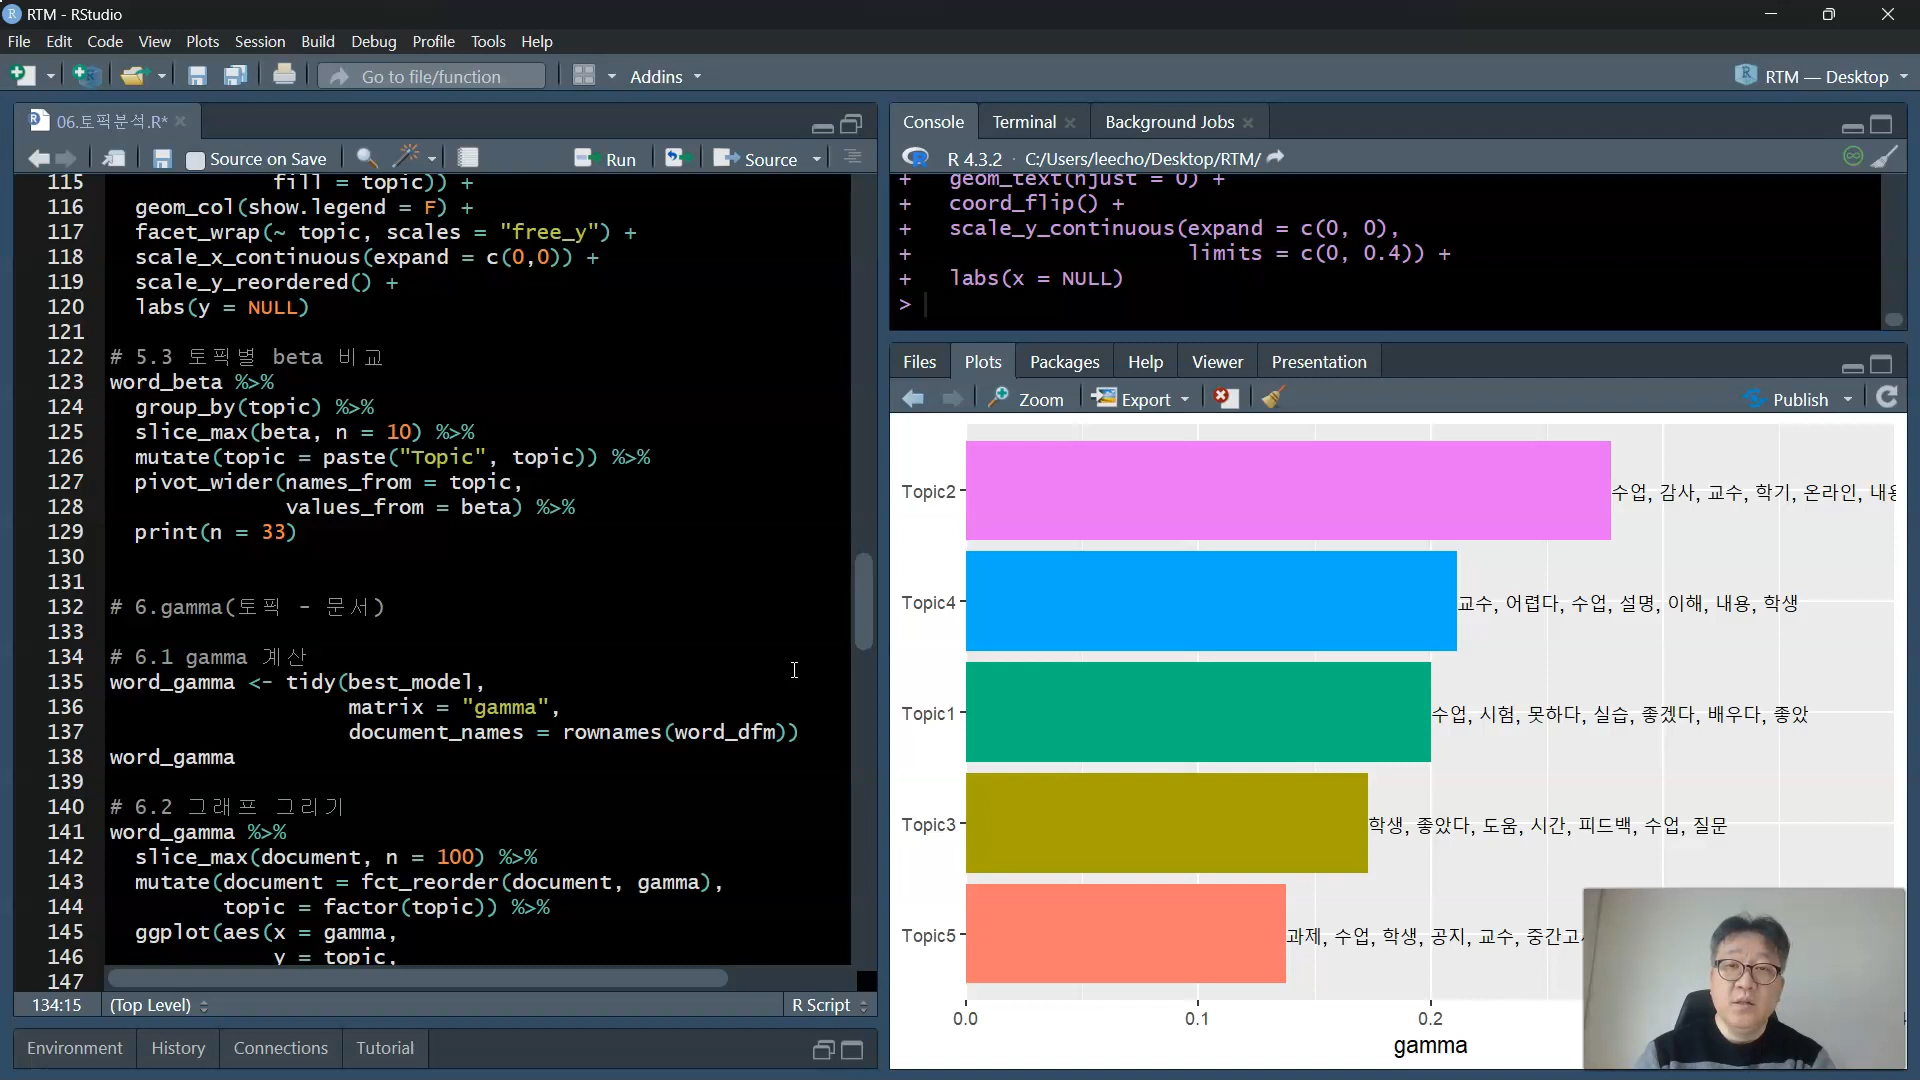 RTM - RStudio
File Edit Code View Plots Session Build Debug Profile Tools Help
Go to file/function Addins RTM — Desktop
06.토픽분석.R*
Source on Save Run Source
115 fill = topic)) +
116 geom_col(show.legend = F) +
117 facet_wrap(~ topic, scales = "free_y") +
118 scale_x_continuous(expand = c(0,0)) +
119 scale_y_reordered() +
120 labs(y = NULL)
121
122 # 5.3 토픽별 beta 비교
123 word_beta %>%
124 group_by(topic) %>%
125 slice_max(beta, n = 10) %>%
126 mutate(topic = paste("Topic", topic)) %>%
127 pivot_wider(names_from = topic,
128 values_from = beta) %>%
129 print(n = 33)
130
131
132 # 6.gamma(토픽 - 문서)
133
134 # 6.1 gamma 계산
135 word_gamma <- tidy(best_model,
136 matrix = "gamma",
137 document_names = rownames(word_dfm))
138 word_gamma
139
140 # 6.2 그래프 그리기
141 word_gamma %>%
142 slice_max(document, n = 100) %>%
143 mutate(document = fct_reorder(document, gamma),
144 topic = factor(topic)) %>%
145 ggplot(aes(x = gamma,
146 y = topic,
147
134:15 (Top Level) R Script
Environment History Connections Tutorial
Console Terminal Background Jobs
R 4.3.2 · C:/Users/leecho/Desktop/RTM/
+ geom_text(hjust = 0) +
+ coord_flip() +
+ scale_y_continuous(expand = c(0, 0),
+ limits = c(0, 0.4)) +
+ labs(x = NULL)
>
Files Plots Packages Help Viewer Presentation
Zoom Export Publish
Topic2 수업, 감사, 교수, 학기, 온라인, 내용
Topic4 교수, 어렵다, 수업, 설명, 이해, 내용, 학생
Topic1 수업, 시험, 못하다, 실습, 좋겠다, 배우다, 좋았
Topic3 학생, 좋았다, 도움, 시간, 피드백, 수업, 질문
Topic5 과제, 수업, 학생, 공지, 교수, 중간고
0.0 0.1 0.2
gamma